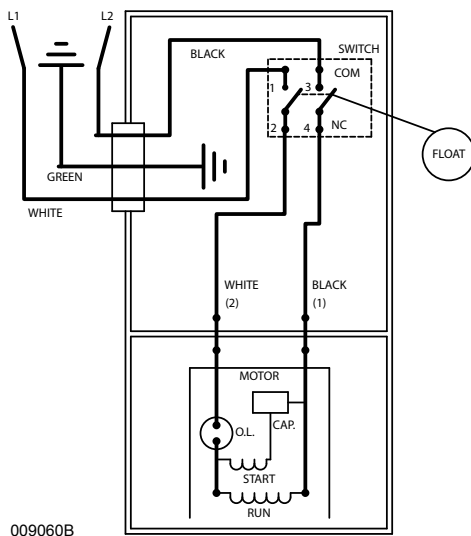 L1
L2
BLACK
SWITCH
COM
1
3
2
4
NC
FLOAT
GREEN
WHITE
WHITE
(2)
BLACK
(1)
MOTOR
CAP.
O.L.
START
RUN
009060B